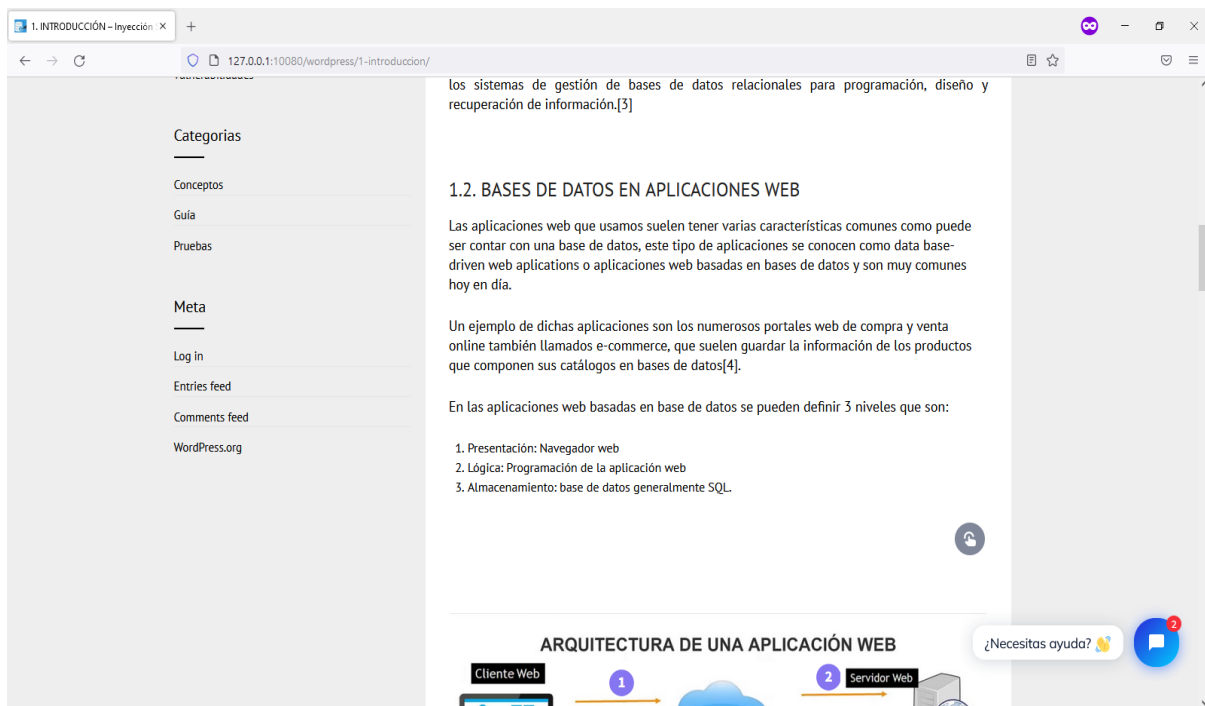 1. INTRODUCCIÓN – Inyección
127.0.0.1:10080/wordpress/1-introduccion/
Categorias
Conceptos
Guía
Pruebas
Meta
Log in
Entries feed
Comments feed
WordPress.org
los sistemas de gestión de bases de datos relacionales para programación, diseño y
recuperación de información.[3]
1.2. BASES DE DATOS EN APLICACIONES WEB
Las aplicaciones web que usamos suelen tener varias características comunes como puede
ser contar con una base de datos, este tipo de aplicaciones se conocen como data base-
driven web aplications o aplicaciones web basadas en bases de datos y son muy comunes
hoy en día.
Un ejemplo de dichas aplicaciones son los numerosos portales web de compra y venta
online también llamados e-commerce, que suelen guardar la información de los productos
que componen sus catálogos en bases de datos[4].
En las aplicaciones web basadas en base de datos se pueden definir 3 niveles que son:
1. Presentación: Navegador web
2. Lógica: Programación de la aplicación web
3. Almacenamiento: base de datos generalmente SQL.
ARQUITECTURA DE UNA APLICACIÓN WEB
Cliente Web
1
2
Servidor Web
¿Necesitas ayuda? 👋
2